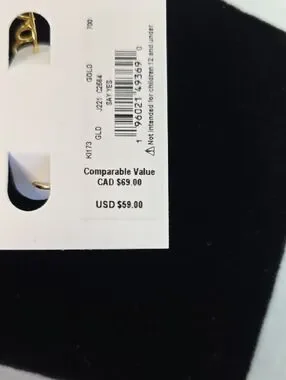 700
GOLD
J221 C2584
SAY YES
KI173 GLD
1 96021 49369 0
Not intended for children 12 and under.
Comparable Value
CAD $69.00
USD $59.00